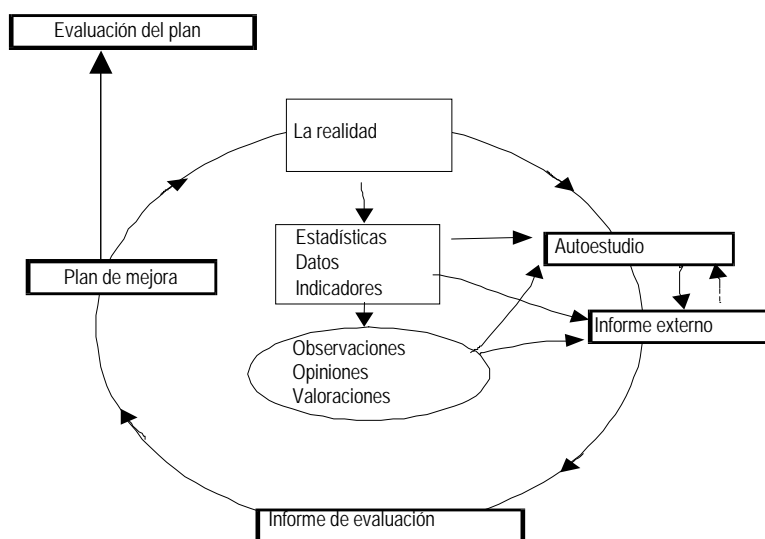 Evaluación del plan
La realidad
Estadísticas
Datos
Indicadores
Autoestudio
Plan de mejora
Informe externo
Observaciones
Opiniones
Valoraciones
Informe de evaluación